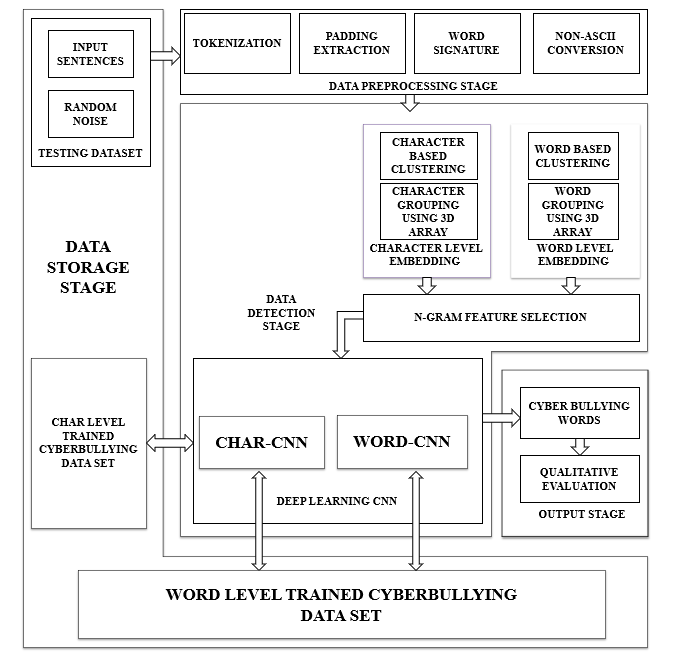 INPUT
SENTENCES
RANDOM
NOISE
TESTING DATASET
TOKENIZATION
PADDING
EXTRACTION
WORD
SIGNATURE
NON-ASCII
CONVERSION
DATA PREPROCESSING STAGE
CHARACTER
BASED
CLUSTERING
CHARACTER
GROUPING
USING 3D
ARRAY
CHARACTER LEVEL
EMBEDDING
WORD BASED
CLUSTERING
WORD
GROUPING
USING 3D
ARRAY
WORD LEVEL
EMBEDDING
DATA
STORAGE
STAGE
DATA
DETECTION
STAGE
N-GRAM FEATURE SELECTION
CHAR LEVEL
TRAINED
CYBERBULLYING
DATA SET
CHAR-CNN
WORD-CNN
DEEP LEARNING CNN
CYBER BULLYING
WORDS
QUALITATIVE
EVALUATION
OUTPUT STAGE
WORD LEVEL TRAINED CYBERBULLYING
DATA SET